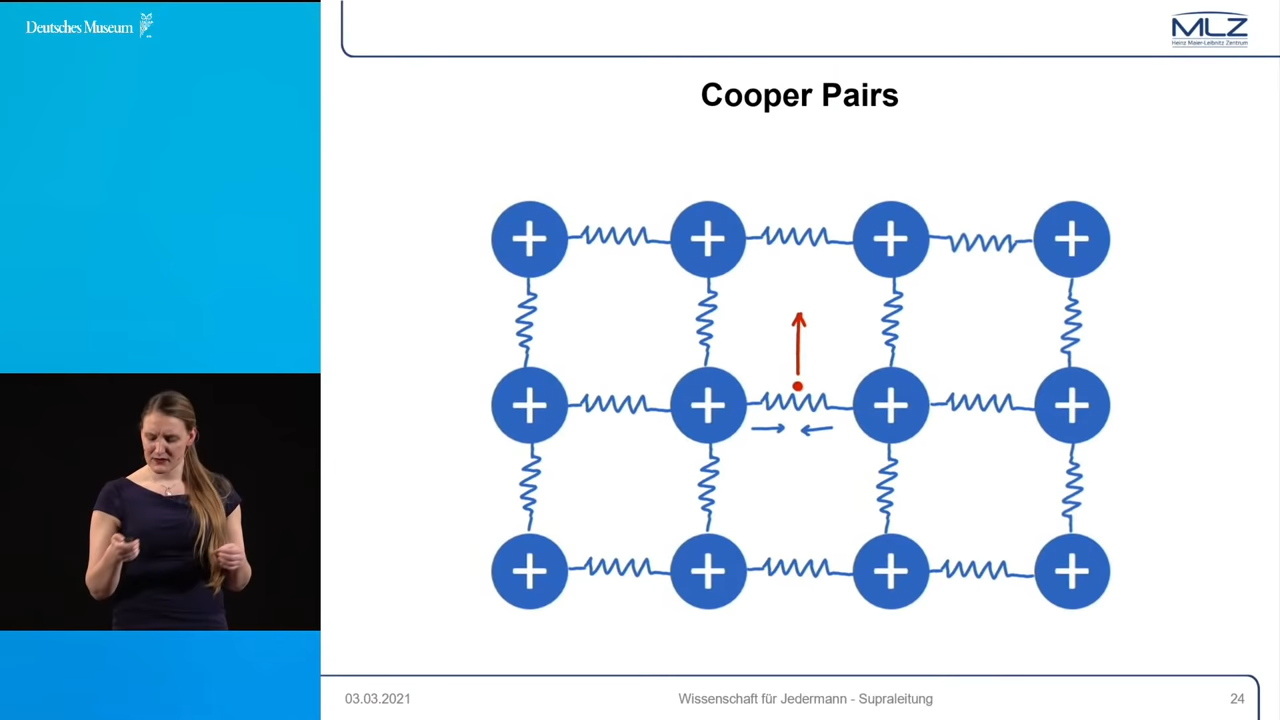 Deutsches Museum
MLZ
Heinz Maier-Leibnitz Zentrum
Cooper Pairs
+ + + +
+ + + +
+ + + +
03.03.2021
Wissenschaft für Jedermann - Supraleitung
24